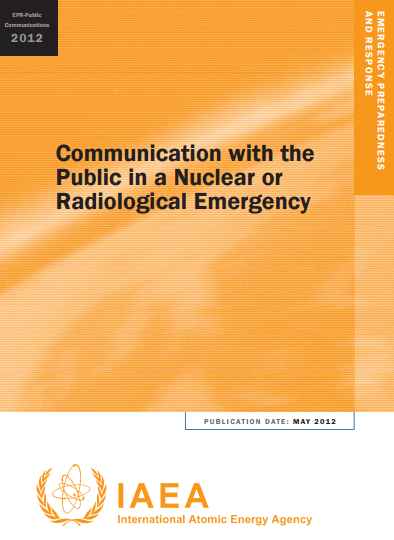 EPR-Public
Communications
2012
EMERGENCY PREPAREDNESS
AND RESPONSE
Communication with the
Public in a Nuclear or
Radiological Emergency
PUBLICATION DATE: MAY 2012
IAEA
International Atomic Energy Agency